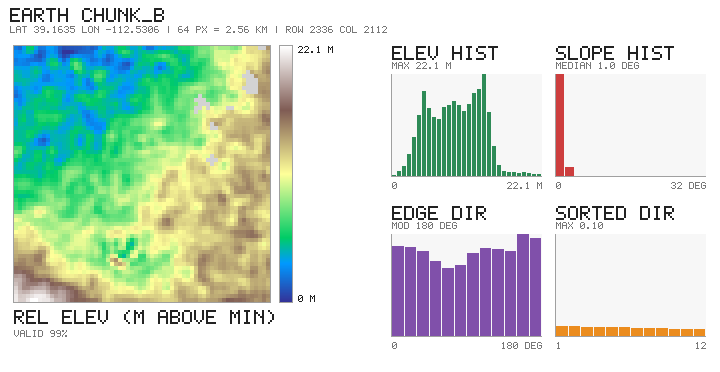 EARTH CHUNK_B
LAT 39.1635 LON -112.5306 | 64 PX = 2.56 KM | ROW 2336 COL 2112
22.1 M
0 M
REL ELEV (M ABOVE MIN)
VALID 99%
ELEV HIST
MAX 22.1 M
0 22.1 M
SLOPE HIST
MEDIAN 1.0 DEG
0 32 DEG
EDGE DIR
MOD 180 DEG
0 180 DEG
SORTED DIR
MAX 0.10
1 12